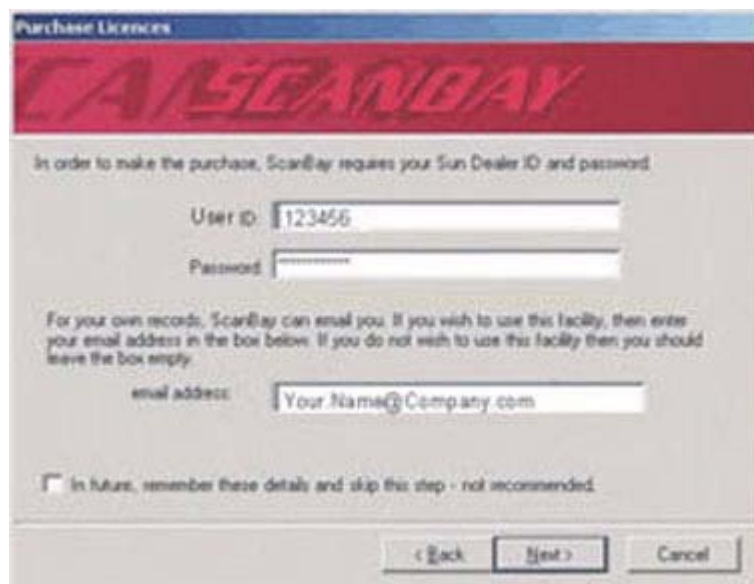 Purchase Licences
SCANBAY
In order to make the purchase, ScanBay requires your Sun Dealer ID and password.
User ID: 123456
Password: ************
For your own records, ScanBay can email you. If you wish to use this facility, then enter
your email address in the box below. If you do not wish to use this facility then you should
leave the box empty.
email address: Your.Name@Company.com
In future, remember these details and skip this step - not recommended.
< Back Next > Cancel